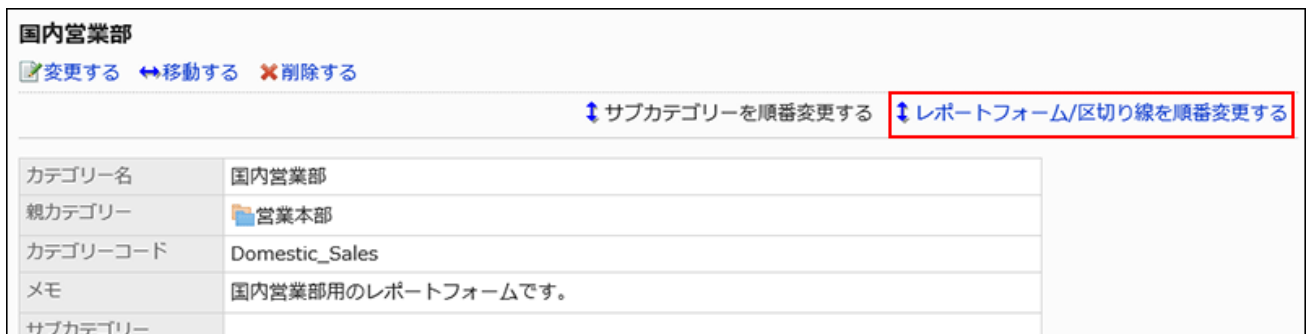 国内営業部
変更する 移動する 削除する
サブカテゴリーを順番変更する レポートフォーム/区切り線を順番変更する
カテゴリー名 国内営業部
親カテゴリー 営業本部
カテゴリーコード Domestic_Sales
メモ 国内営業部用のレポートフォームです。
サブカテゴリー